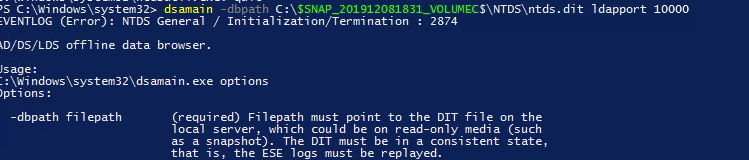 PS C:\Windows\system32> dsamain -dbpath C:\$SNAP_201912081831_VOLUMEC$\NTDS\ntds.dit ldapport 10000
EVENTLOG (Error): NTDS General / Initialization/Termination : 2874
AD/DS/LDS offline data browser.
Usage:
C:\Windows\system32\dsamain.exe options
Options:
-dbpath filepath (required) Filepath must point to the DIT file on the
local server, which could be on read-only media (such
as a snapshot). The DIT must be in a consistent state,
that is, the ESE logs must be replayed.